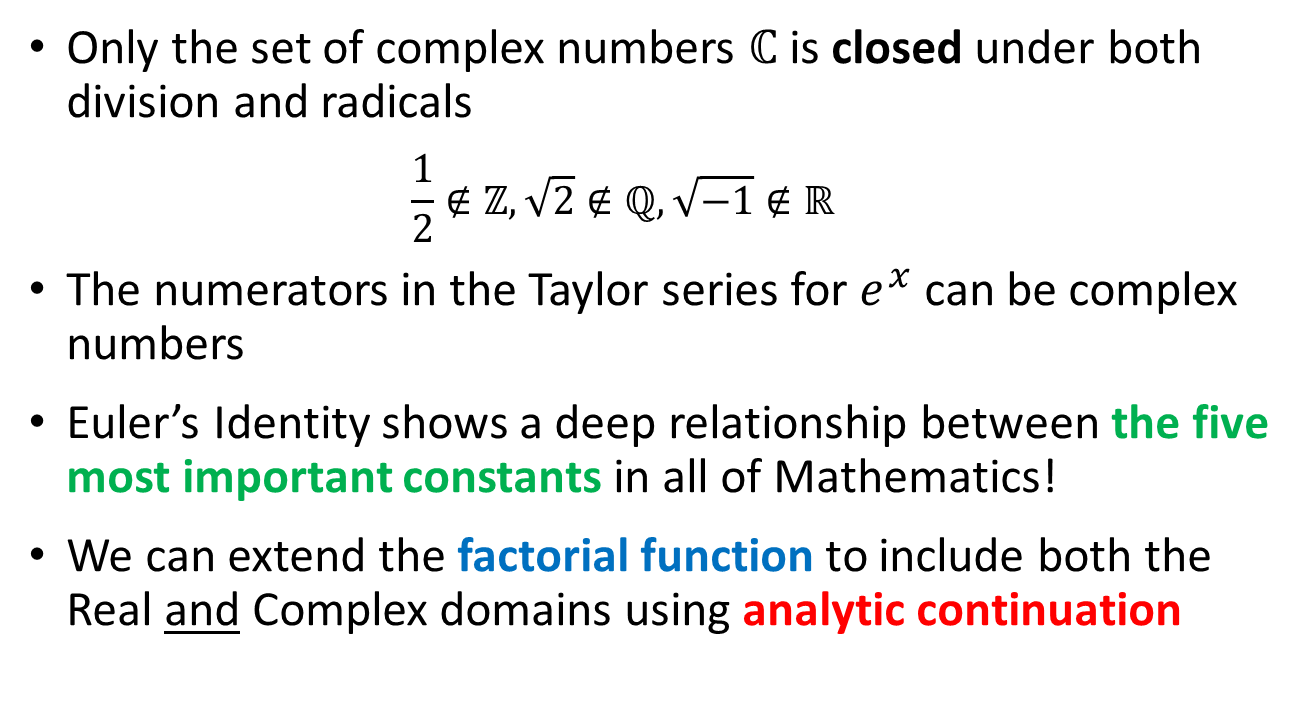 • Only the set of complex numbers ℂ is closed under both
division and radicals
1/2 ∉ ℤ, √2 ∉ ℚ, √−1 ∉ ℝ
• The numerators in the Taylor series for eˣ can be complex
numbers
• Euler’s Identity shows a deep relationship between the five
most important constants in all of Mathematics!
• We can extend the factorial function to include both the
Real and Complex domains using analytic continuation